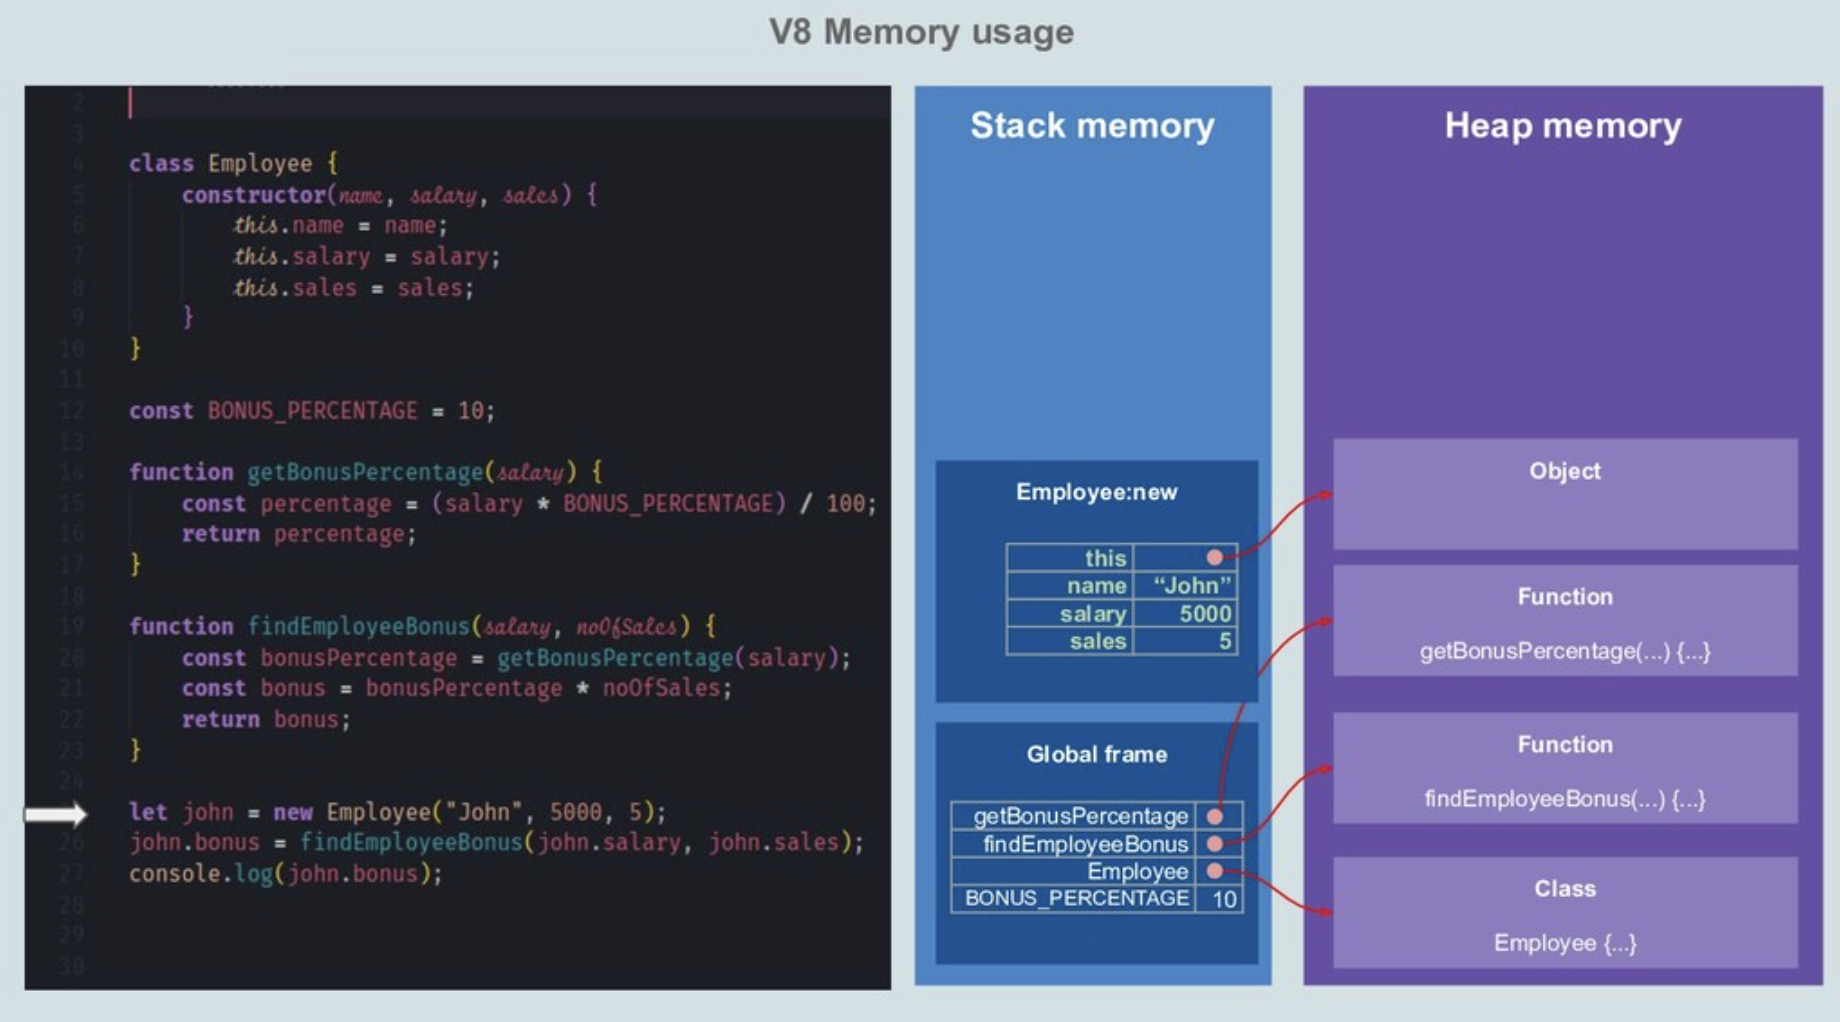 V8 Memory usage
2
3
4 class Employee {
5 constructor(name, salary, sales) {
6 this.name = name;
7 this.salary = salary;
8 this.sales = sales;
9 }
10 }
11
12 const BONUS_PERCENTAGE = 10;
13
14 function getBonusPercentage(salary) {
15 const percentage = (salary * BONUS_PERCENTAGE) / 100;
16 return percentage;
17 }
18
19 function findEmployeeBonus(salary, noOfSales) {
20 const bonusPercentage = getBonusPercentage(salary);
21 const bonus = bonusPercentage * noOfSales;
22 return bonus;
23 }
24
let john = new Employee("John", 5000, 5);
26 john.bonus = findEmployeeBonus(john.salary, john.sales);
27 console.log(john.bonus);
28
29
30
Stack memory
Employee:new
this
name “John”
salary 5000
sales 5
Global frame
getBonusPercentage
findEmployeeBonus
Employee
BONUS_PERCENTAGE 10
Heap memory
Object
Function
getBonusPercentage(...) {...}
Function
findEmployeeBonus(...) {...}
Class
Employee {...}